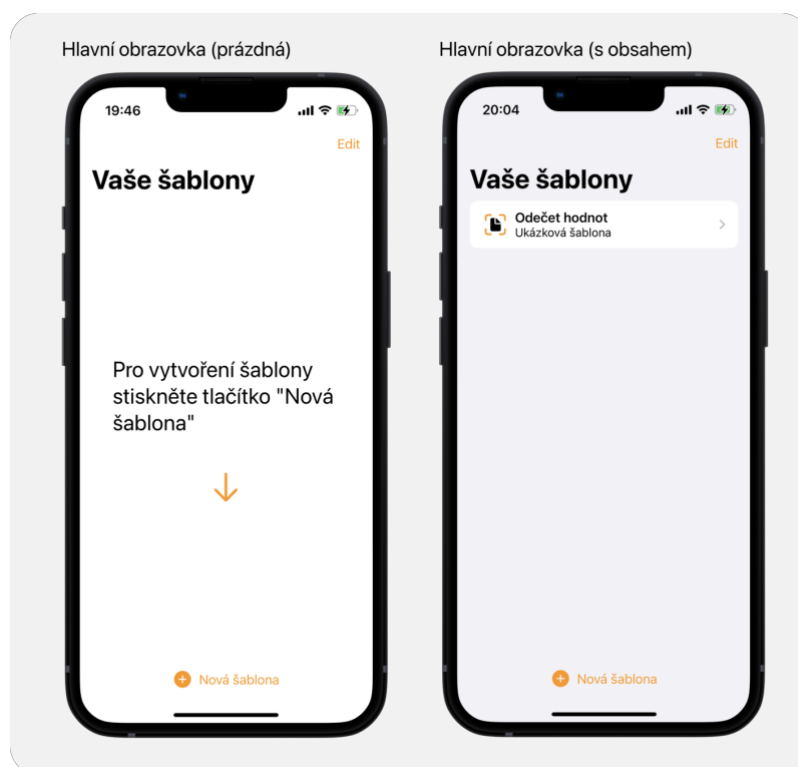 Hlavní obrazovka (prázdná)
19:46
Edit
Vaše šablony
Pro vytvoření šablony
stiskněte tlačítko "Nová
šablona"
Nová šablona
Hlavní obrazovka (s obsahem)
20:04
Edit
Vaše šablony
Odečet hodnot
Ukázková šablona
Nová šablona